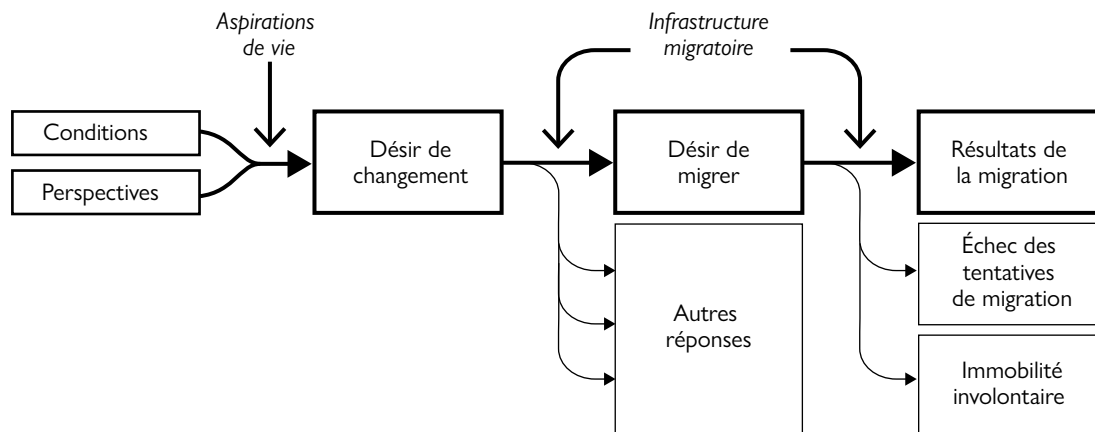 Aspirations
de vie
Infrastructure
migratoire
Conditions
Perspectives
Désir de
changement
Désir de
migrer
Résultats de
la migration
Autres
réponses
Échec des
tentatives
de migration
Immobilité
involontaire